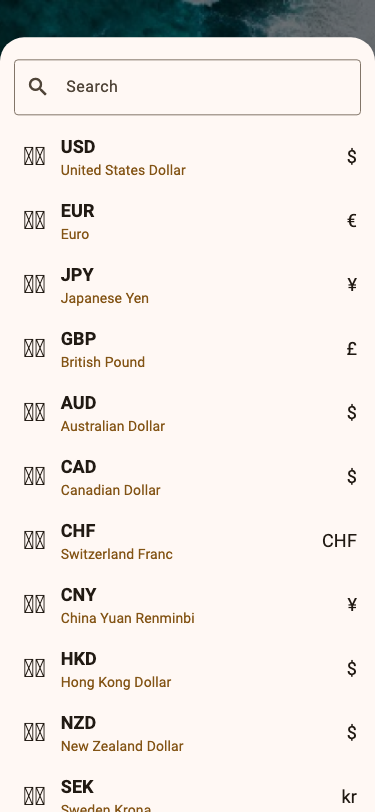 Search
USD
$
United States Dollar
EUR
€
Euro
JPY
¥
Japanese Yen
GBP
£
British Pound
AUD
$
Australian Dollar
CAD
$
Canadian Dollar
CHF
CHF
Switzerland Franc
CNY
¥
China Yuan Renminbi
HKD
$
Hong Kong Dollar
NZD
$
New Zealand Dollar
SEK
kr
Sweden Krona